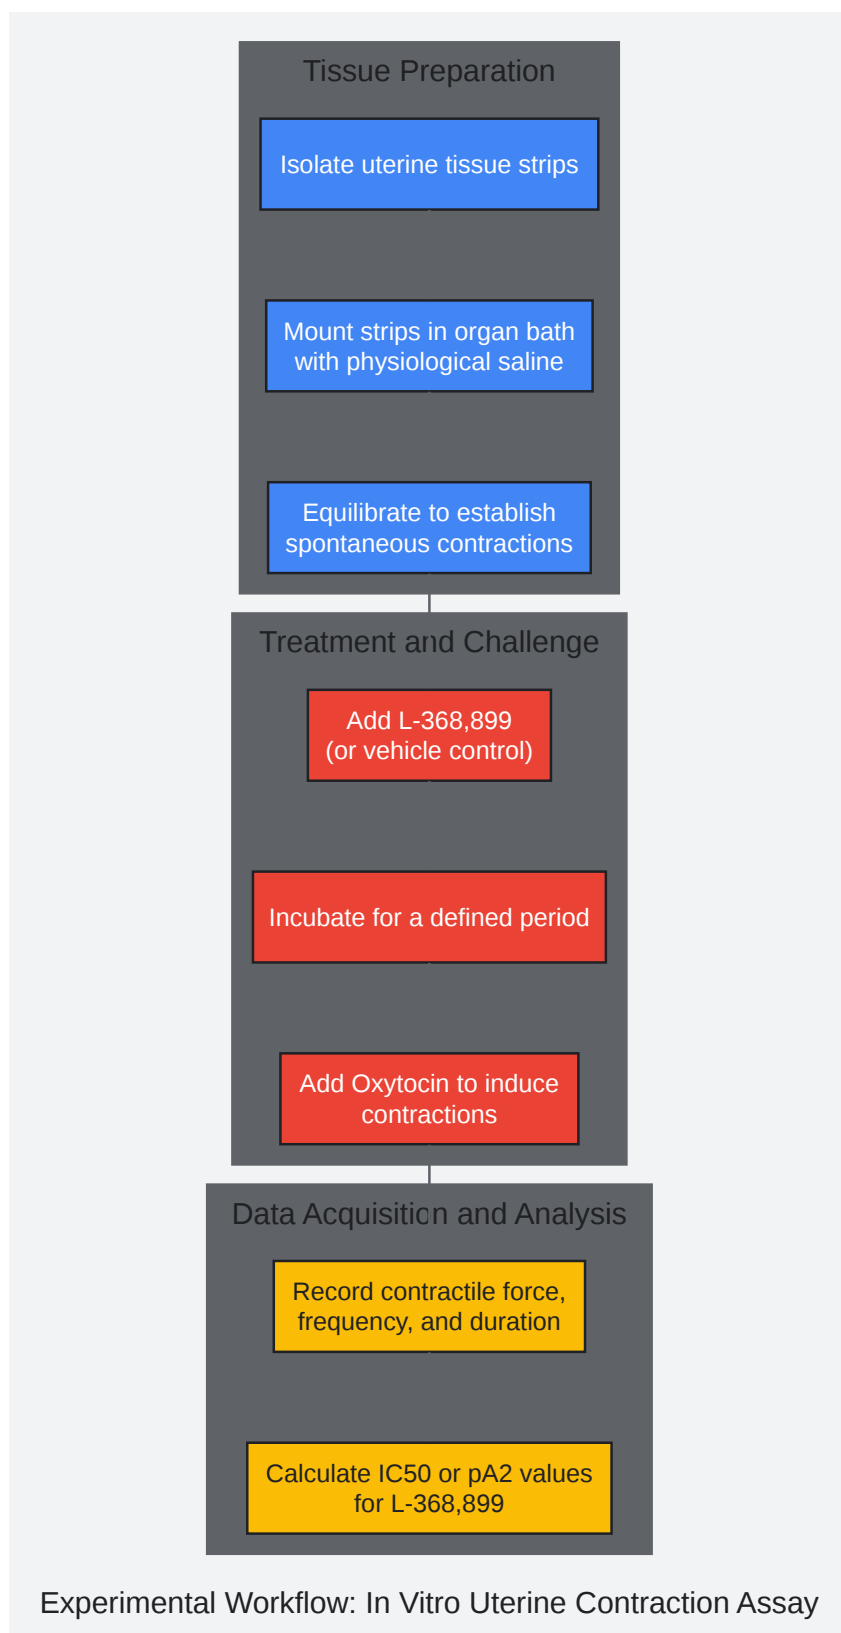 Tissue Preparation
Isolate uterine tissue strips
Mount strips in organ bath
with physiological saline
Equilibrate to establish
spontaneous contractions
Treatment and Challenge
Add L-368,899
(or vehicle control)
Incubate for a defined period
Add Oxytocin to induce
contractions
Data Acquisition and Analysis
Record contractile force,
frequency, and duration
Calculate IC50 or pA2 values
for L-368,899
Experimental Workflow: In Vitro Uterine Contraction Assay